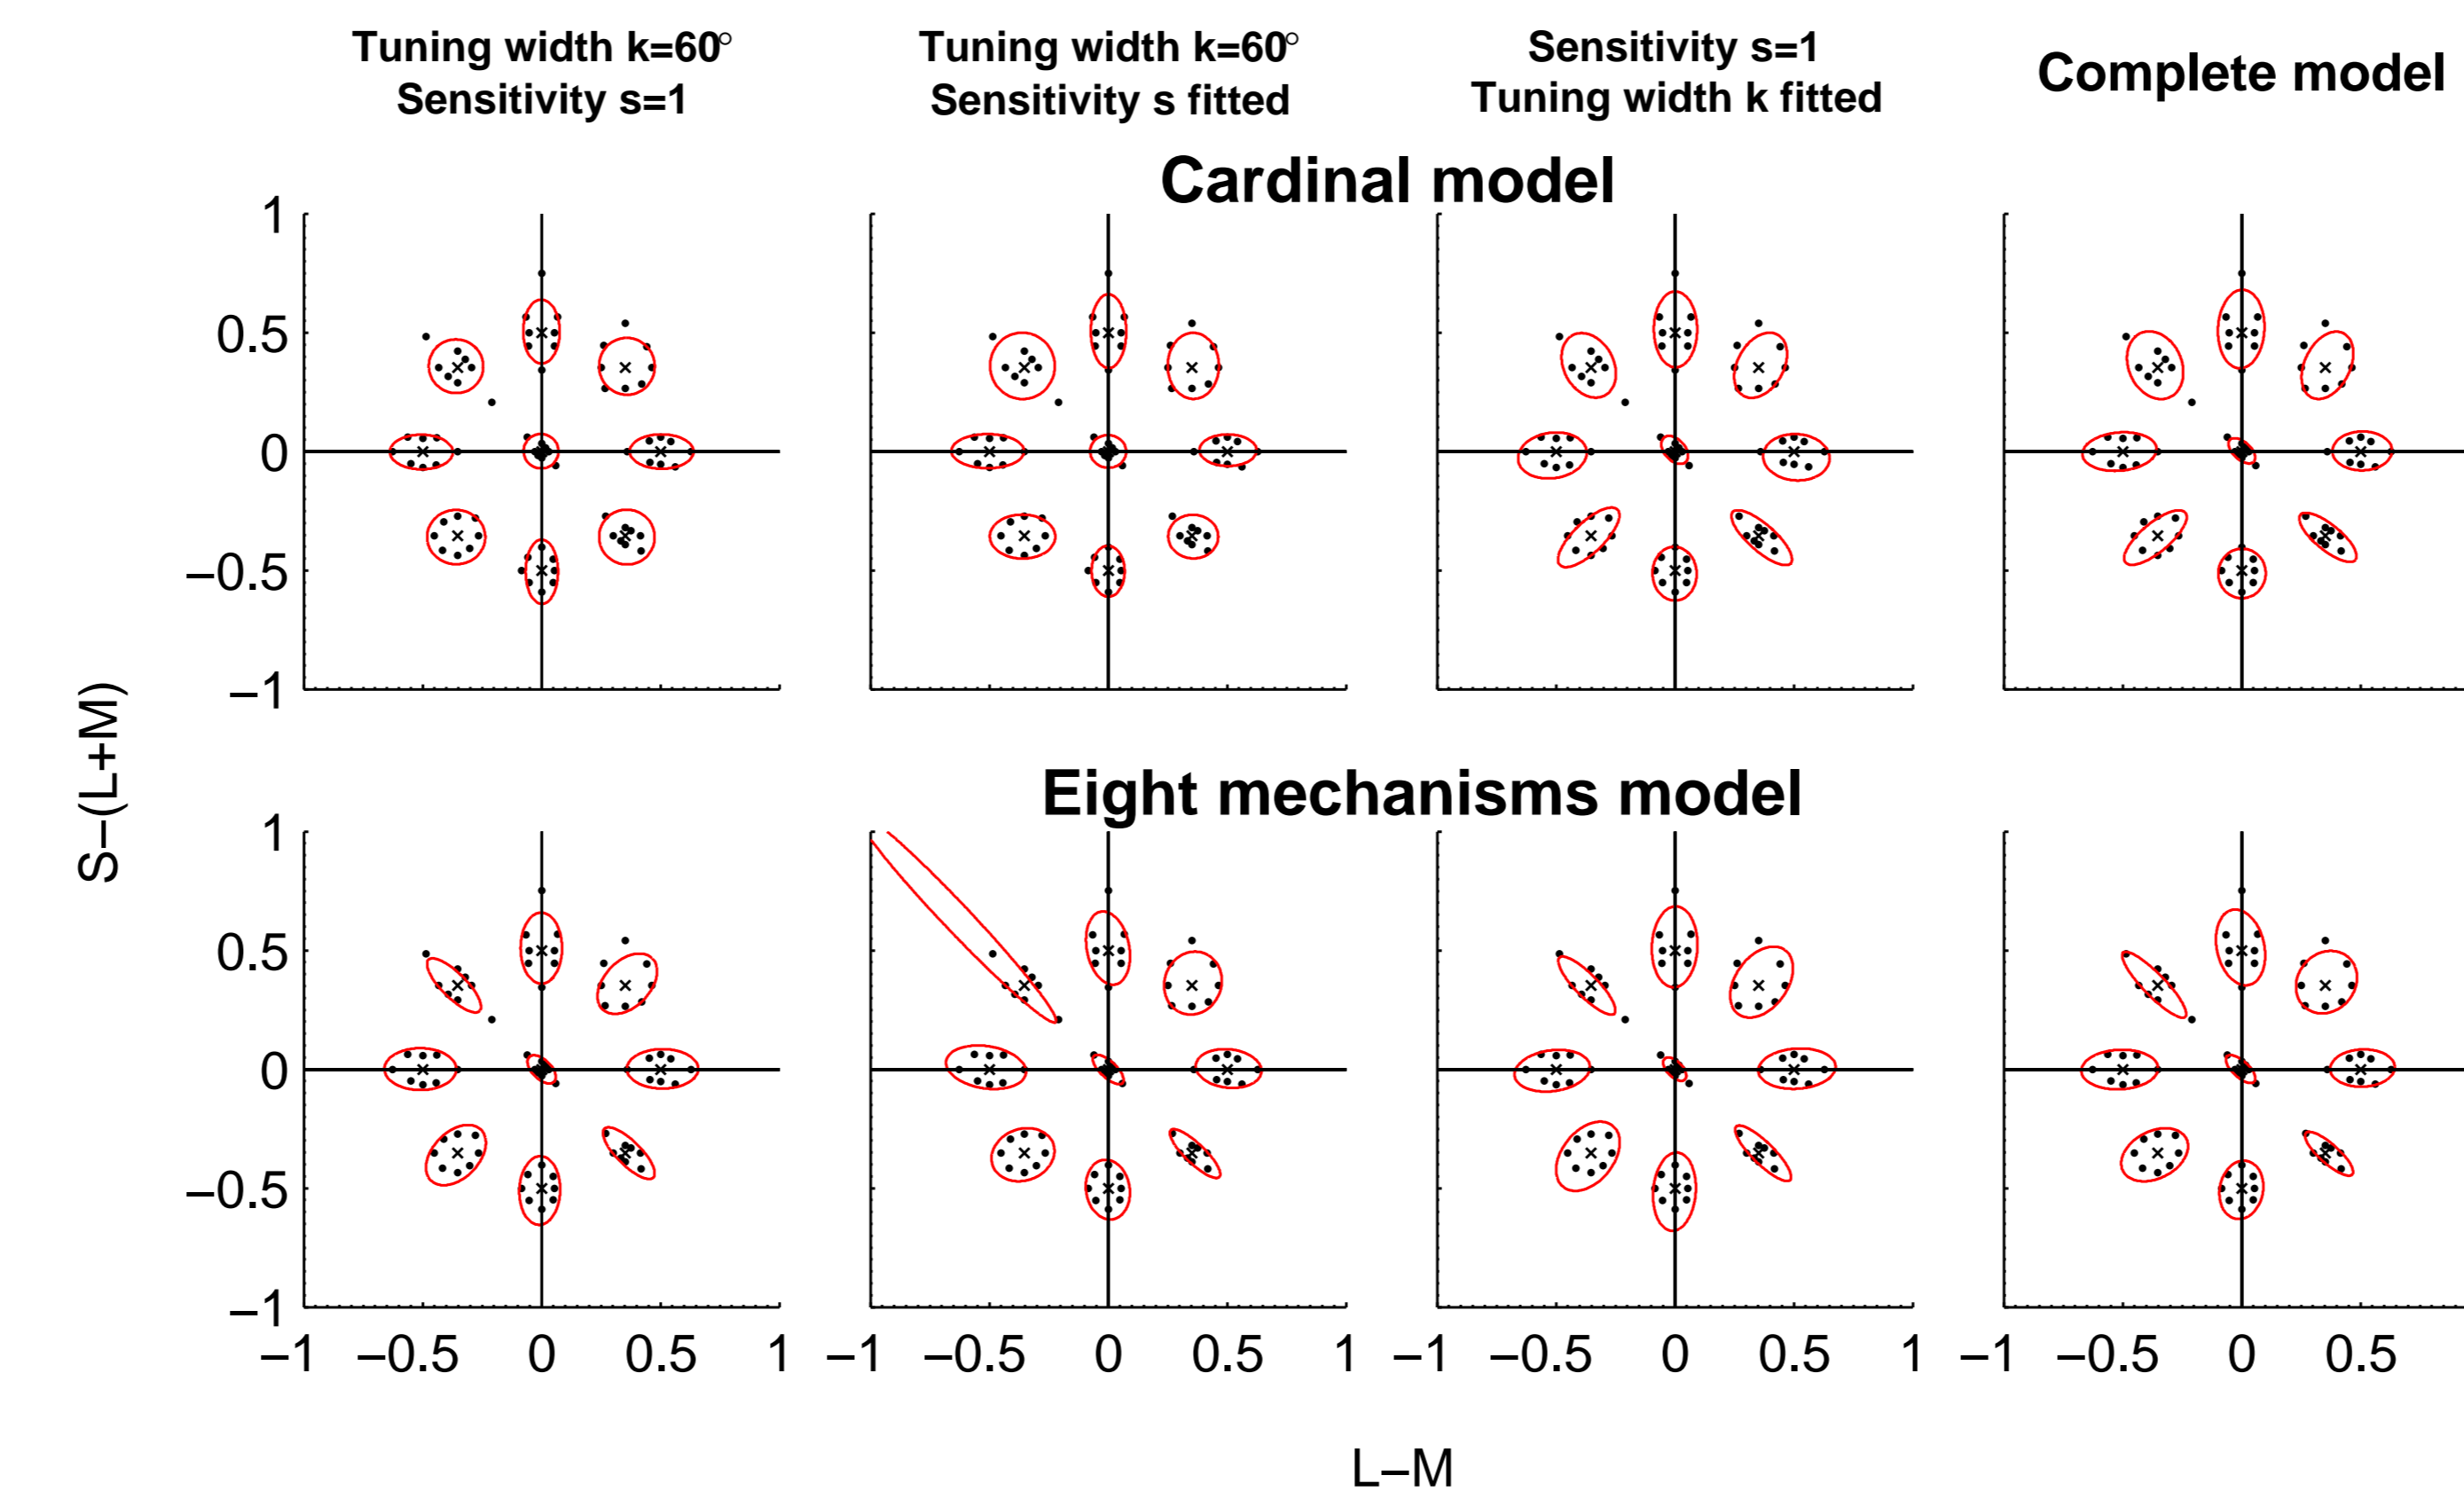 Tuning width k=60°
Sensitivity s=1
Tuning width k=60°
Sensitivity s fitted
Sensitivity s=1
Tuning width k fitted
Complete model
Cardinal model
1
0.5
0
−0.5
−1
S−(L+M)
Eight mechanisms model
1
0.5
0
−0.5
−1
−1 −0.5 0 0.5 1 −1 −0.5 0 0.5 1 −1 −0.5 0 0.5 1 −1 −0.5 0 0.5
L−M